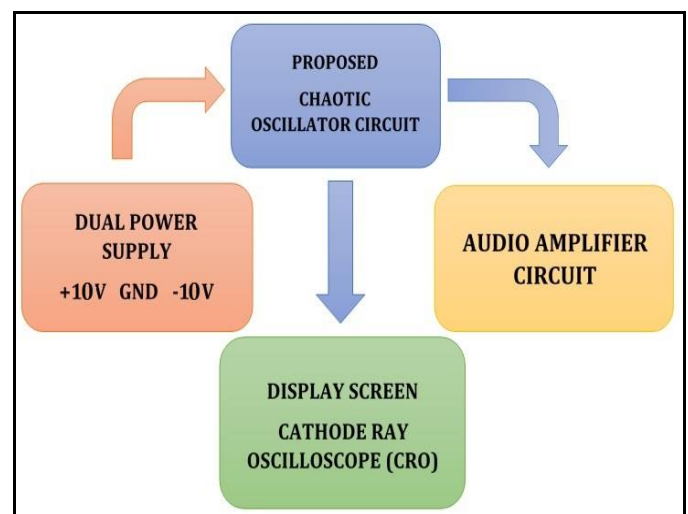 PROPOSED
CHAOTIC
OSCILLATOR CIRCUIT
DUAL POWER
SUPPLY
+10V GND -10V
AUDIO AMPLIFIER
CIRCUIT
DISPLAY SCREEN
CATHODE RAY
OSCILLOSCOPE (CRO)